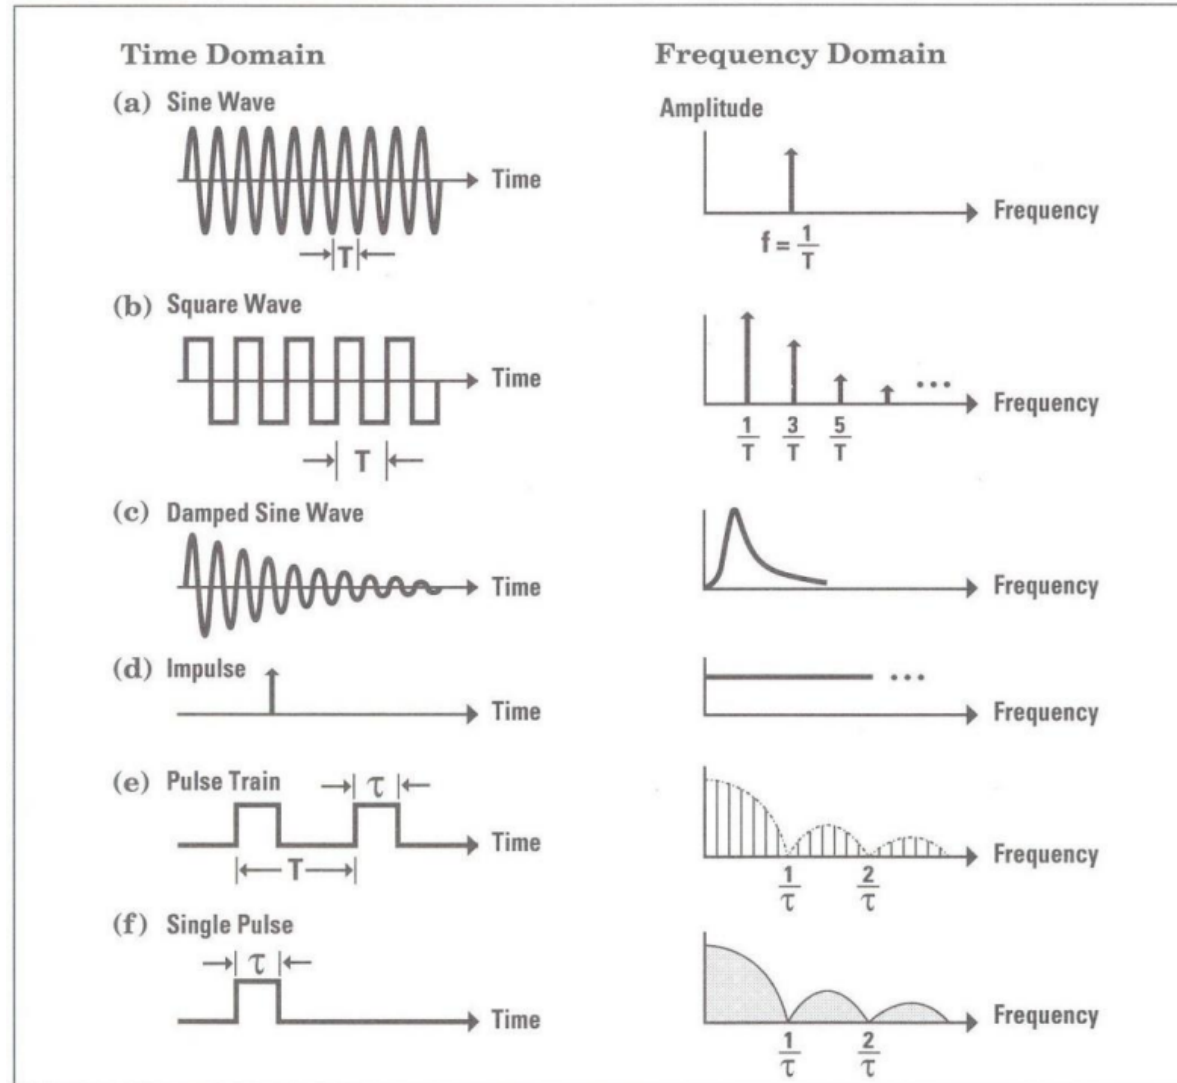 Time Domain
Frequency Domain
(a) Sine Wave
Amplitude
Time
Frequency
T
f = 1/T
(b) Square Wave
Time
Frequency
T
1/T
3/T
5/T
(c) Damped Sine Wave
Time
Frequency
(d) Impulse
Time
Frequency
(e) Pulse Train
τ
Time
Frequency
T
1/τ
2/τ
(f) Single Pulse
τ
Time
Frequency
1/τ
2/τ